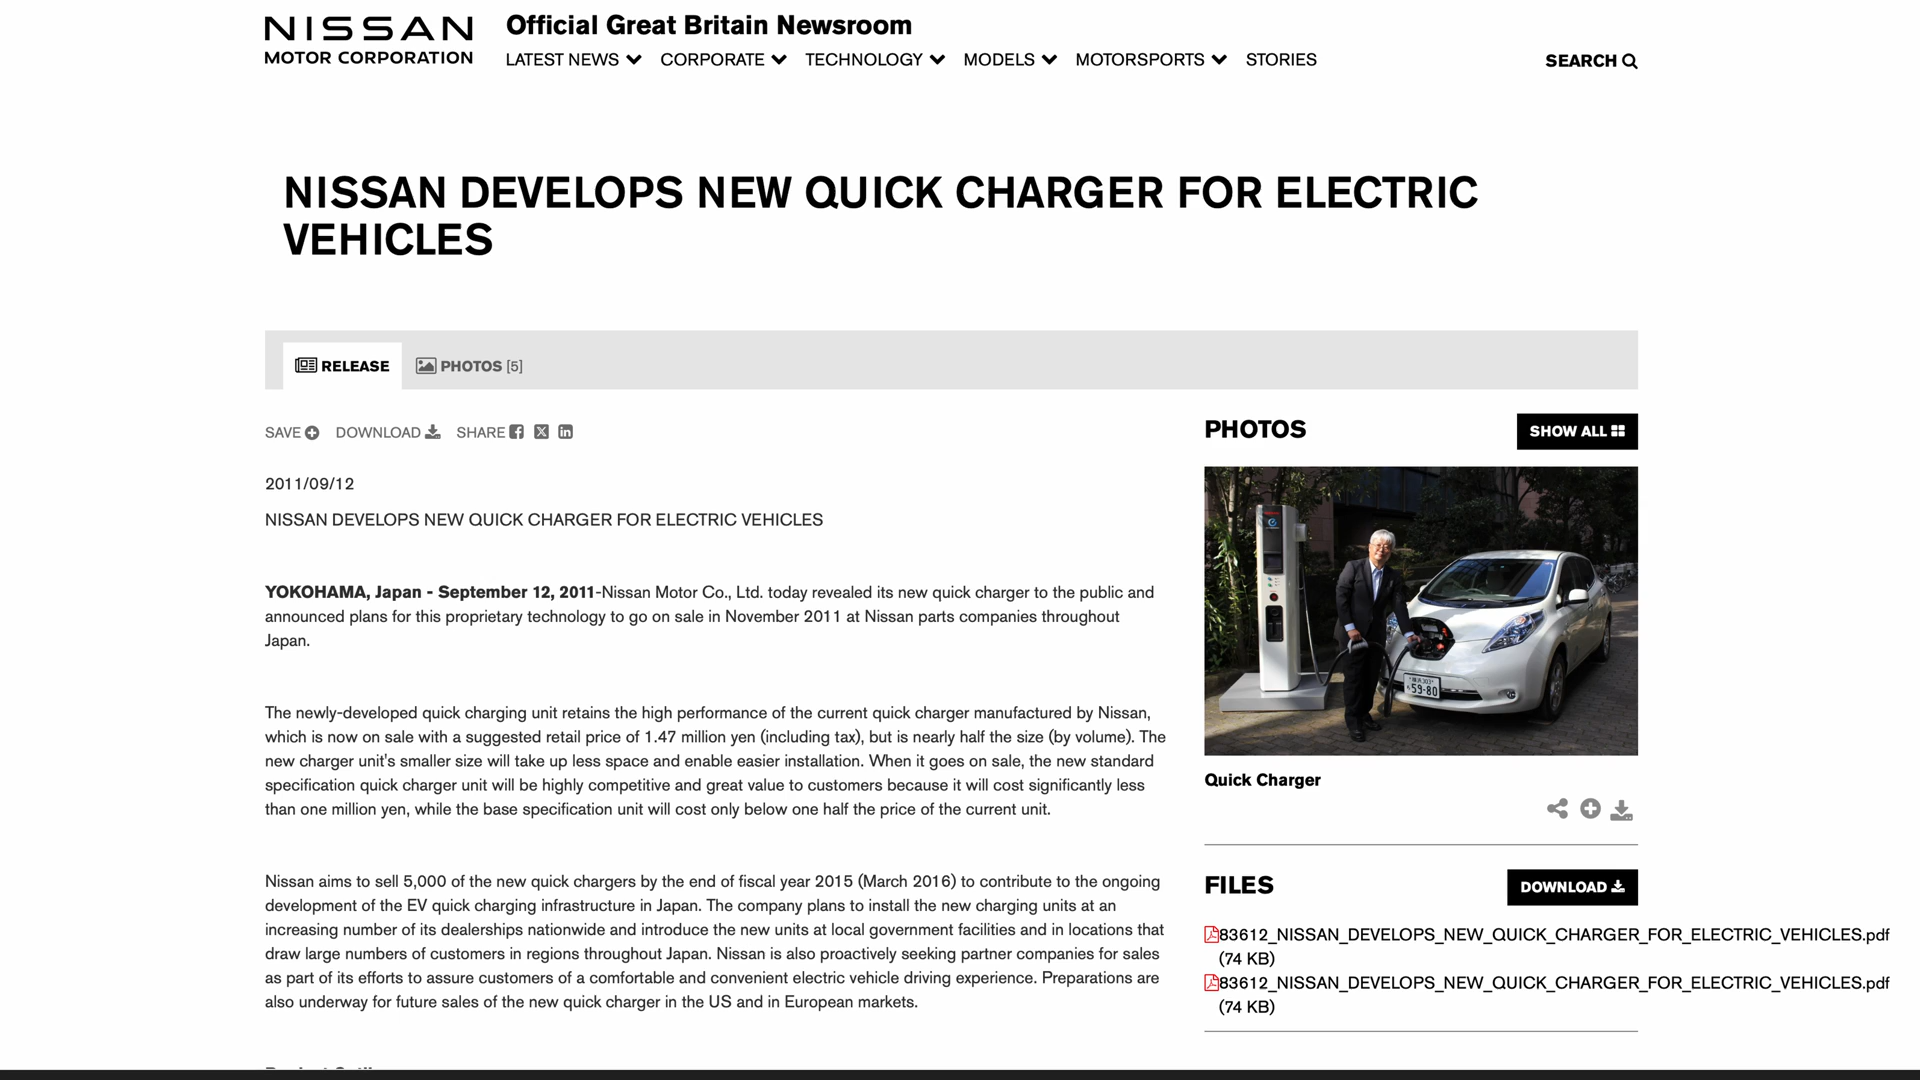 NISSAN
MOTOR CORPORATION
Official Great Britain Newsroom
LATEST NEWS CORPORATE TECHNOLOGY MODELS MOTORSPORTS STORIES
SEARCH
NISSAN DEVELOPS NEW QUICK CHARGER FOR ELECTRIC
VEHICLES
RELEASE PHOTOS [5]
SAVE DOWNLOAD SHARE
2011/09/12
NISSAN DEVELOPS NEW QUICK CHARGER FOR ELECTRIC VEHICLES
YOKOHAMA, Japan - September 12, 2011-Nissan Motor Co., Ltd. today revealed its new quick charger to the public and
announced plans for this proprietary technology to go on sale in November 2011 at Nissan parts companies throughout
Japan.
The newly-developed quick charging unit retains the high performance of the current quick charger manufactured by Nissan,
which is now on sale with a suggested retail price of 1.47 million yen (including tax), but is nearly half the size (by volume). The
new charger unit's smaller size will take up less space and enable easier installation. When it goes on sale, the new standard
specification quick charger unit will be highly competitive and great value to customers because it will cost significantly less
than one million yen, while the base specification unit will cost only below one half the price of the current unit.
Nissan aims to sell 5,000 of the new quick chargers by the end of fiscal year 2015 (March 2016) to contribute to the ongoing
development of the EV quick charging infrastructure in Japan. The company plans to install the new charging units at an
increasing number of its dealerships nationwide and introduce the new units at local government facilities and in locations that
draw large numbers of customers in regions throughout Japan. Nissan is also proactively seeking partner companies for sales
as part of its efforts to assure customers of a comfortable and convenient electric vehicle driving experience. Preparations are
also underway for future sales of the new quick charger in the US and in European markets.
PHOTOS
SHOW ALL
59-80
Quick Charger
FILES
DOWNLOAD
83612_NISSAN_DEVELOPS_NEW_QUICK_CHARGER_FOR_ELECTRIC_VEHICLES.pdf
(74 KB)
83612_NISSAN_DEVELOPS_NEW_QUICK_CHARGER_FOR_ELECTRIC_VEHICLES.pdf
(74 KB)